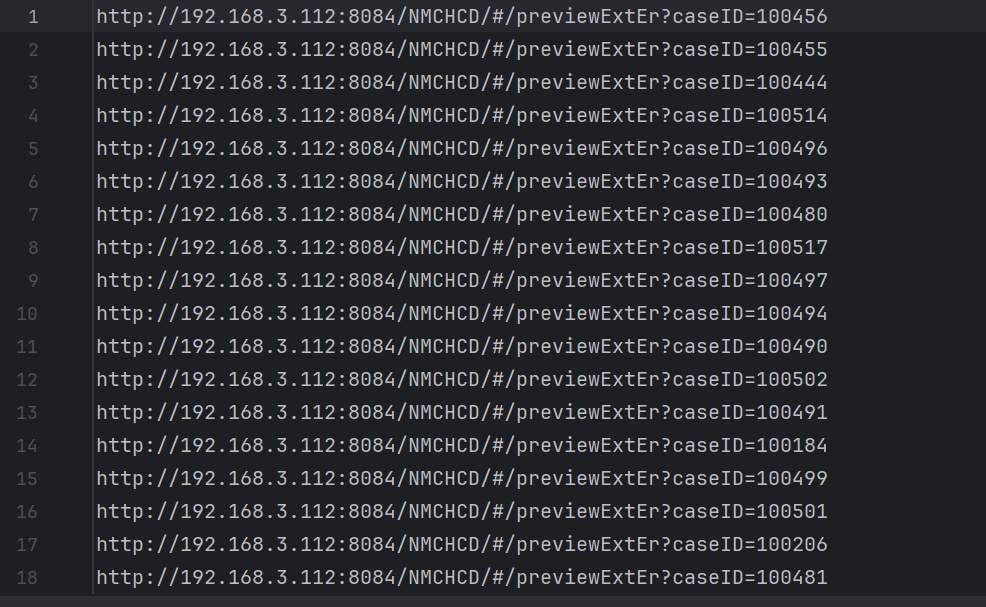 1 http://192.168.3.112:8084/NMCHCD/#/previewExtEr?caseID=100456
2 http://192.168.3.112:8084/NMCHCD/#/previewExtEr?caseID=100455
3 http://192.168.3.112:8084/NMCHCD/#/previewExtEr?caseID=100444
4 http://192.168.3.112:8084/NMCHCD/#/previewExtEr?caseID=100514
5 http://192.168.3.112:8084/NMCHCD/#/previewExtEr?caseID=100496
6 http://192.168.3.112:8084/NMCHCD/#/previewExtEr?caseID=100493
7 http://192.168.3.112:8084/NMCHCD/#/previewExtEr?caseID=100480
8 http://192.168.3.112:8084/NMCHCD/#/previewExtEr?caseID=100517
9 http://192.168.3.112:8084/NMCHCD/#/previewExtEr?caseID=100497
10 http://192.168.3.112:8084/NMCHCD/#/previewExtEr?caseID=100494
11 http://192.168.3.112:8084/NMCHCD/#/previewExtEr?caseID=100490
12 http://192.168.3.112:8084/NMCHCD/#/previewExtEr?caseID=100502
13 http://192.168.3.112:8084/NMCHCD/#/previewExtEr?caseID=100491
14 http://192.168.3.112:8084/NMCHCD/#/previewExtEr?caseID=100184
15 http://192.168.3.112:8084/NMCHCD/#/previewExtEr?caseID=100499
16 http://192.168.3.112:8084/NMCHCD/#/previewExtEr?caseID=100501
17 http://192.168.3.112:8084/NMCHCD/#/previewExtEr?caseID=100206
18 http://192.168.3.112:8084/NMCHCD/#/previewExtEr?caseID=100481